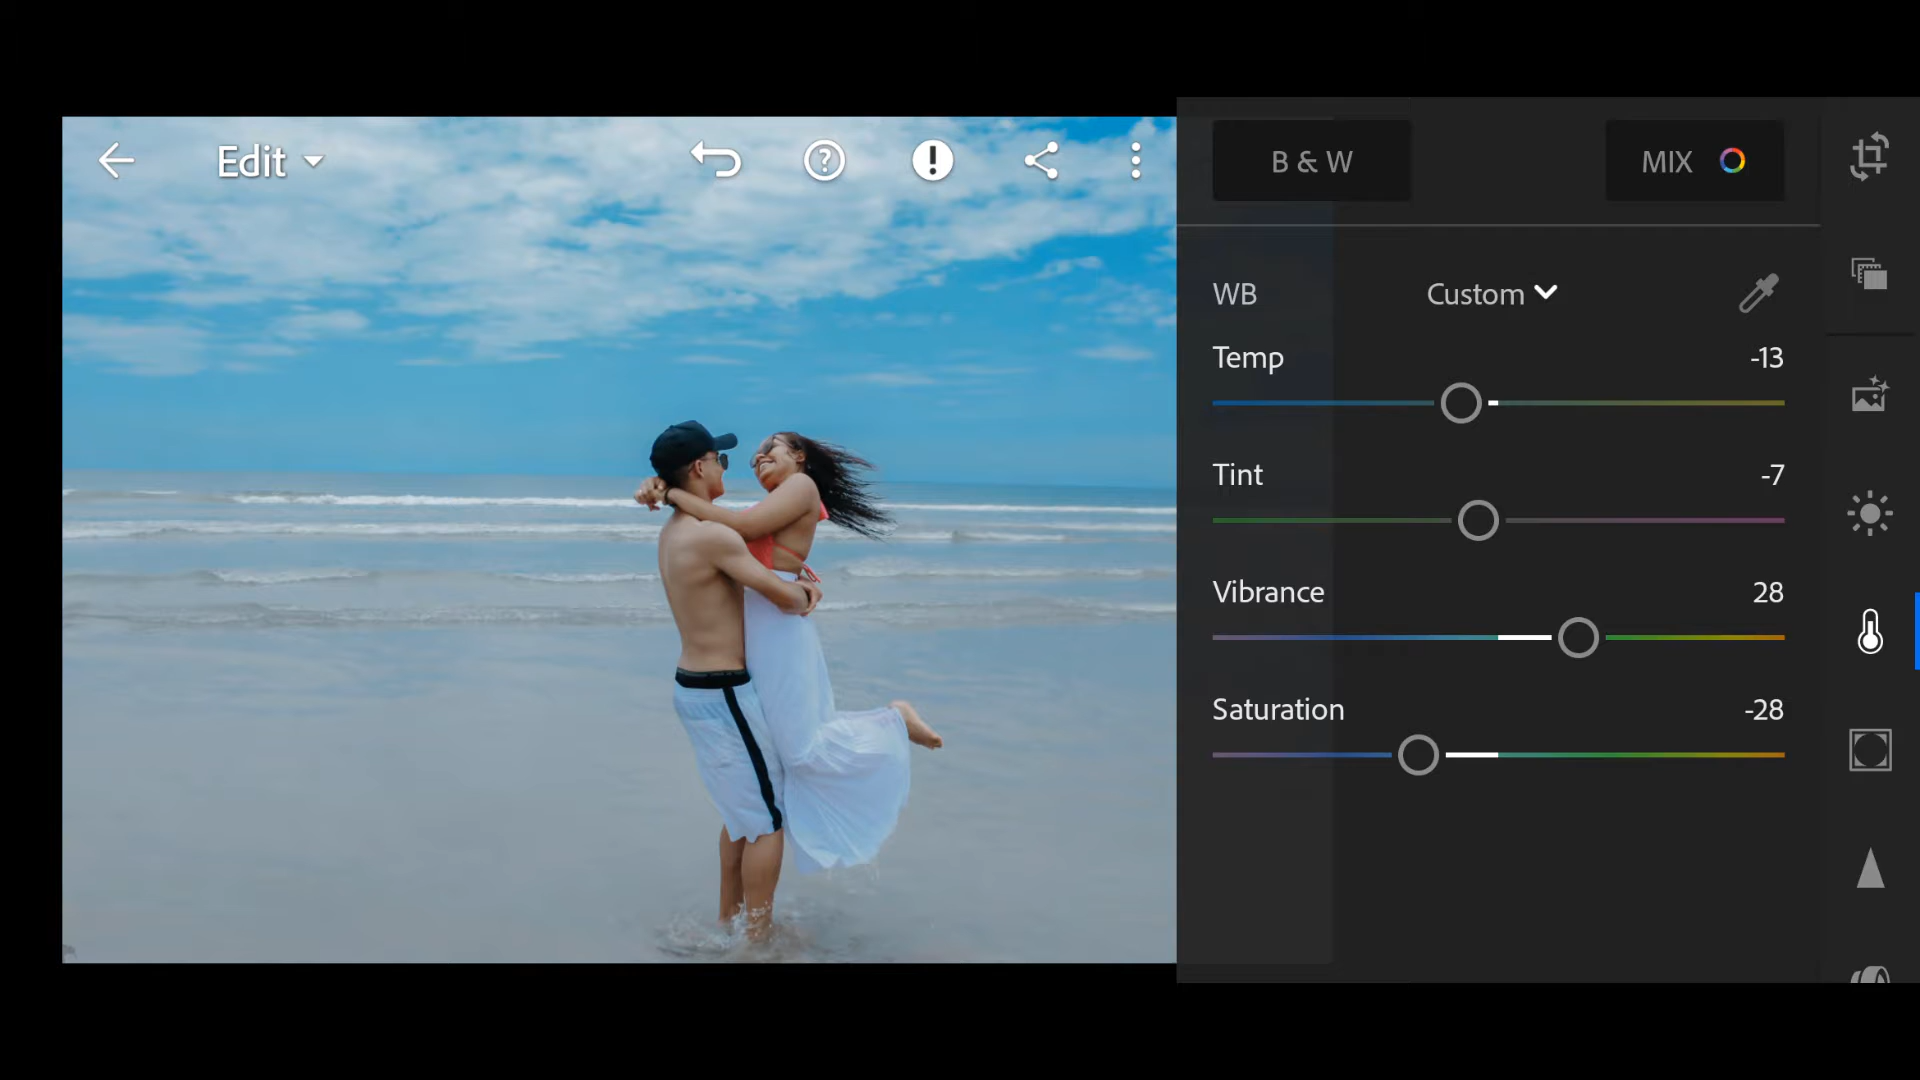 Edit
B & W
MIX
WB Custom
Temp -13
Tint -7
Vibrance 28
Saturation -28